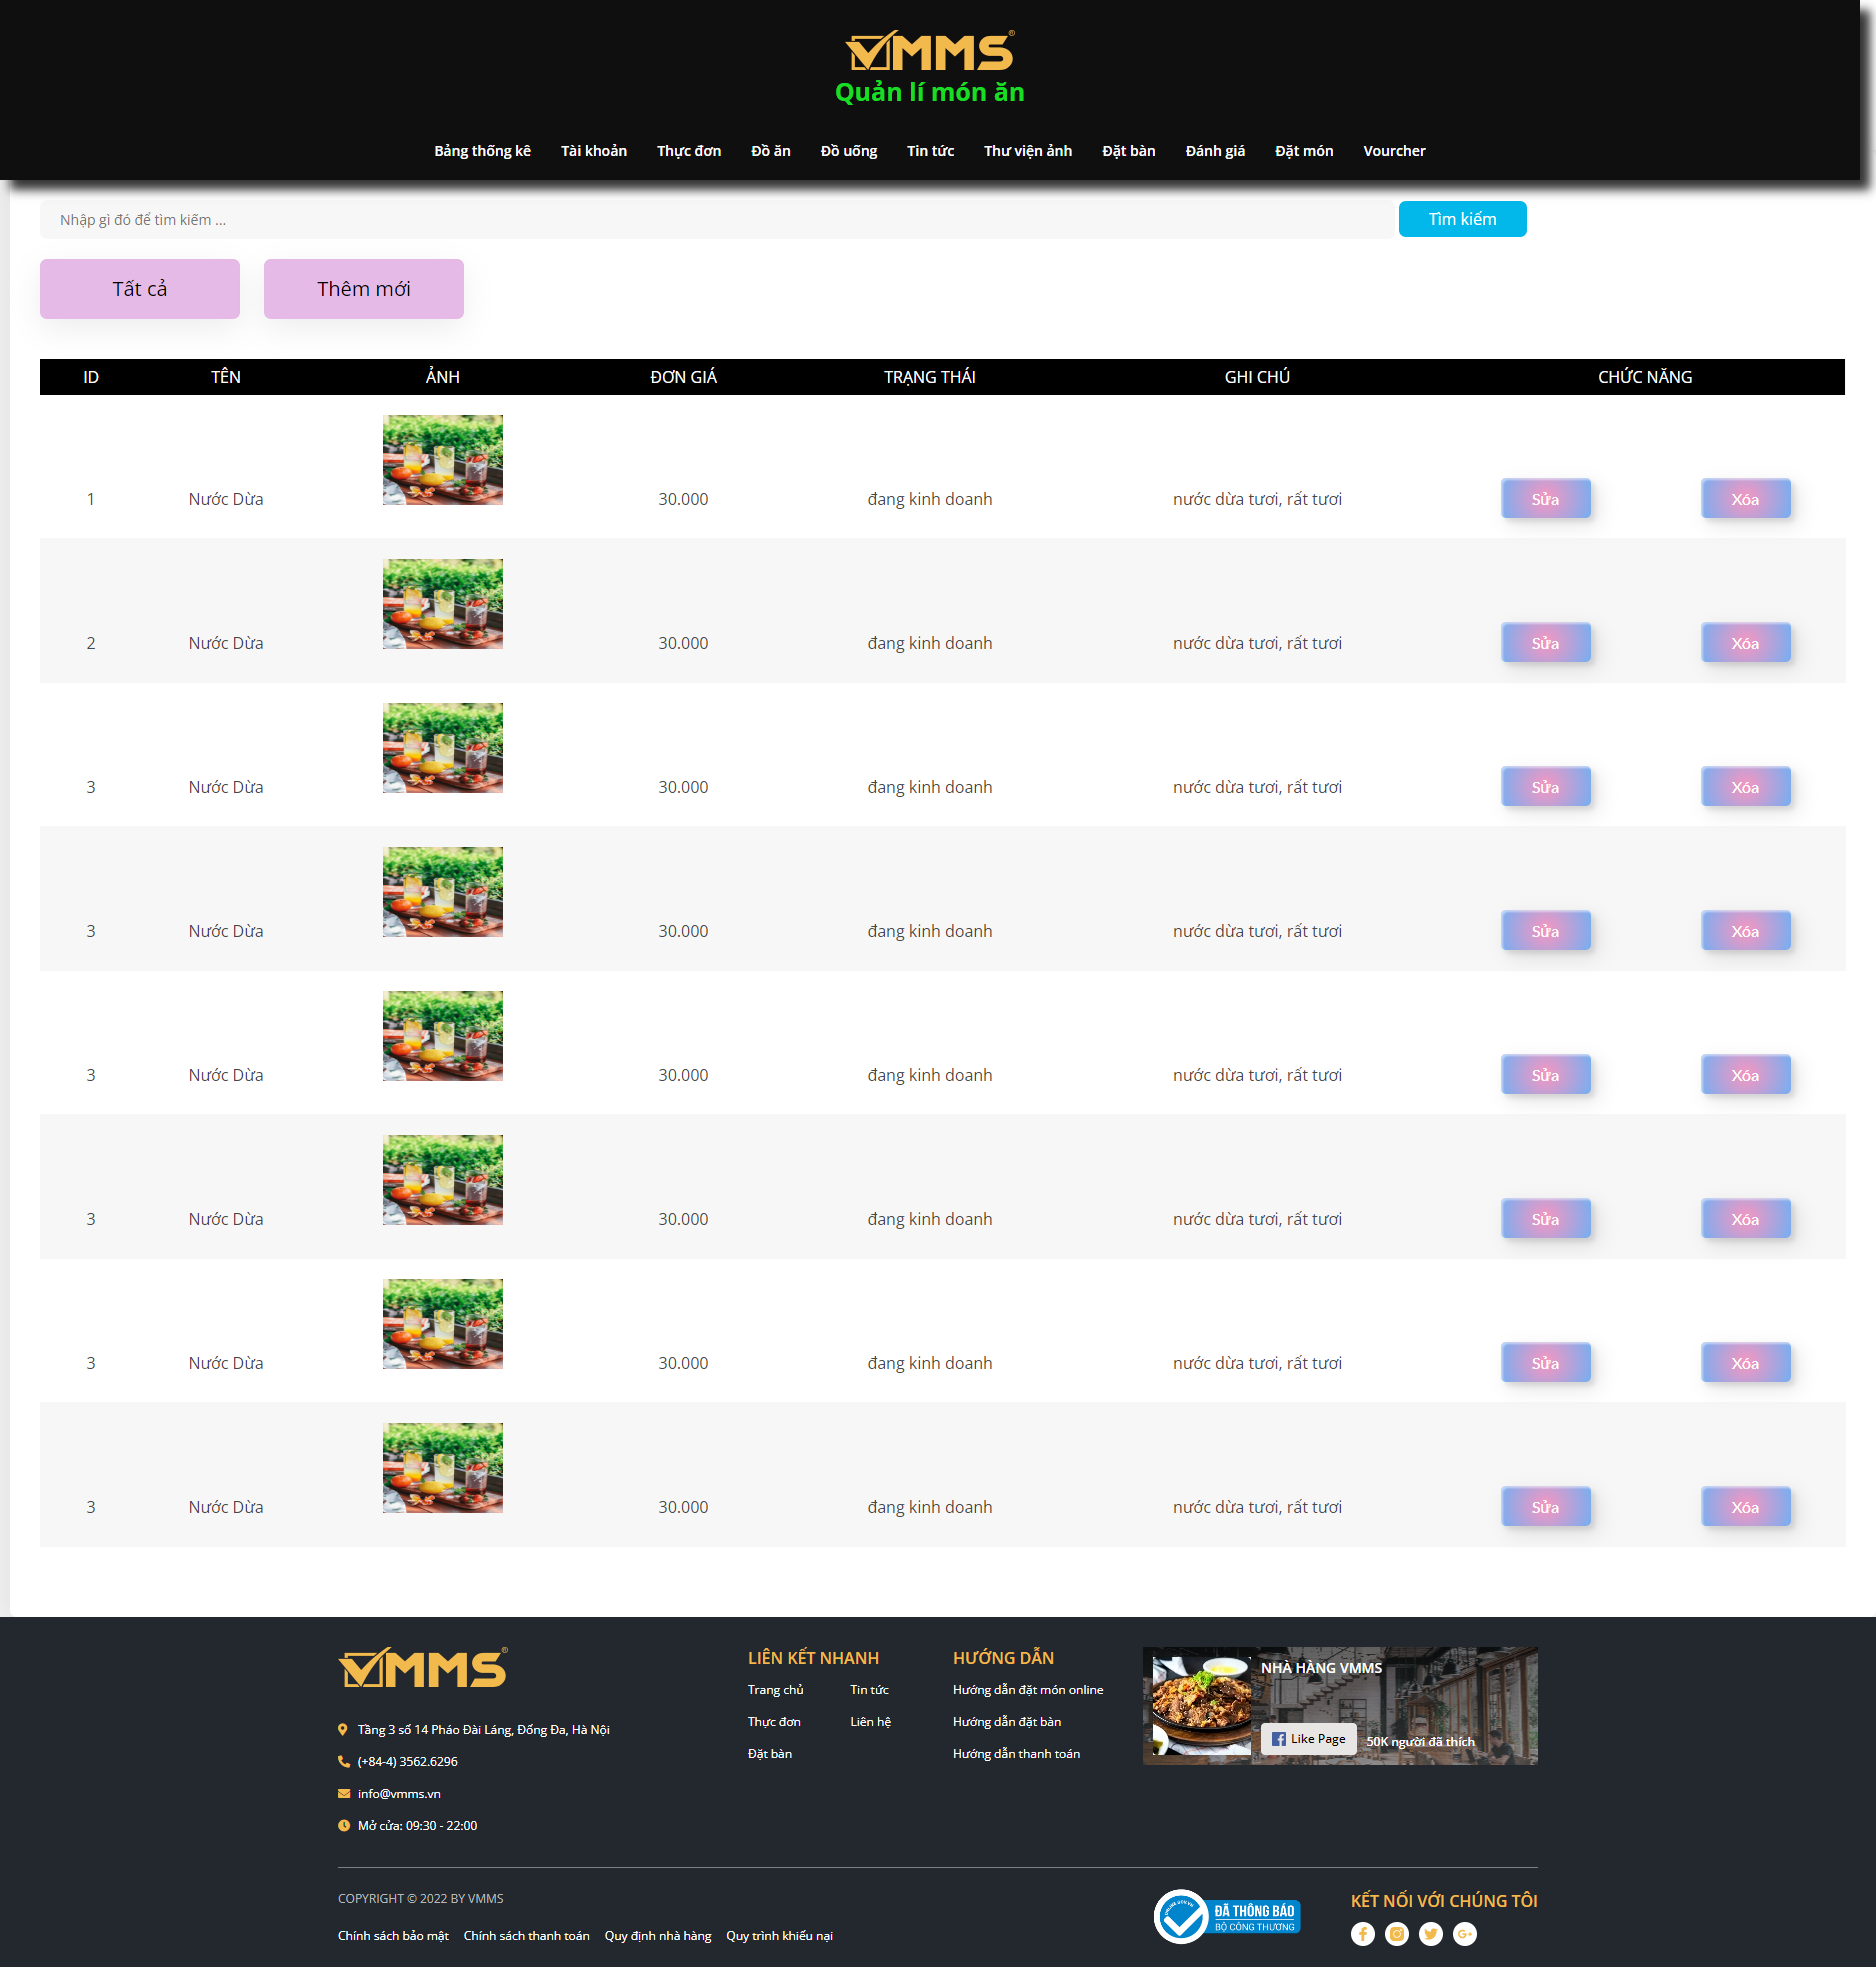 VMMS®
Quản lí món ăn
Bảng thống kê Tài khoản Thực đơn Đồ ăn Đồ uống Tin tức Thư viện ảnh Đặt bàn Đánh giá Đặt món Vourcher
Nhập gì đó để tìm kiếm ... Tìm kiếm
Tất cả Thêm mới
ID TÊN ẢNH ĐƠN GIÁ TRẠNG THÁI GHI CHÚ CHỨC NĂNG
1 Nước Dừa 30.000 đang kinh doanh nước dừa tươi, rất tươi Sửa Xóa
2 Nước Dừa 30.000 đang kinh doanh nước dừa tươi, rất tươi Sửa Xóa
3 Nước Dừa 30.000 đang kinh doanh nước dừa tươi, rất tươi Sửa Xóa
3 Nước Dừa 30.000 đang kinh doanh nước dừa tươi, rất tươi Sửa Xóa
3 Nước Dừa 30.000 đang kinh doanh nước dừa tươi, rất tươi Sửa Xóa
3 Nước Dừa 30.000 đang kinh doanh nước dừa tươi, rất tươi Sửa Xóa
3 Nước Dừa 30.000 đang kinh doanh nước dừa tươi, rất tươi Sửa Xóa
3 Nước Dừa 30.000 đang kinh doanh nước dừa tươi, rất tươi Sửa Xóa
VMMS®
Tầng 3 số 14 Pháo Đài Láng, Đống Đa, Hà Nội
(+84-4) 3562.6296
info@vmms.vn
Mở cửa: 09:30 - 22:00
LIÊN KẾT NHANH
Trang chủ Tin tức
Thực đơn Liên hệ
Đặt bàn
HƯỚNG DẪN
Hướng dẫn đặt món online
Hướng dẫn đặt bàn
Hướng dẫn thanh toán
NHÀ HÀNG VMMS
Like Page 50K người đã thích
COPYRIGHT © 2022 BY VMMS
Chính sách bảo mật Chính sách thanh toán Quy định nhà hàng Quy trình khiếu nại
ĐÃ THÔNG BÁO
BỘ CÔNG THƯƠNG
KẾT NỐI VỚI CHÚNG TÔI